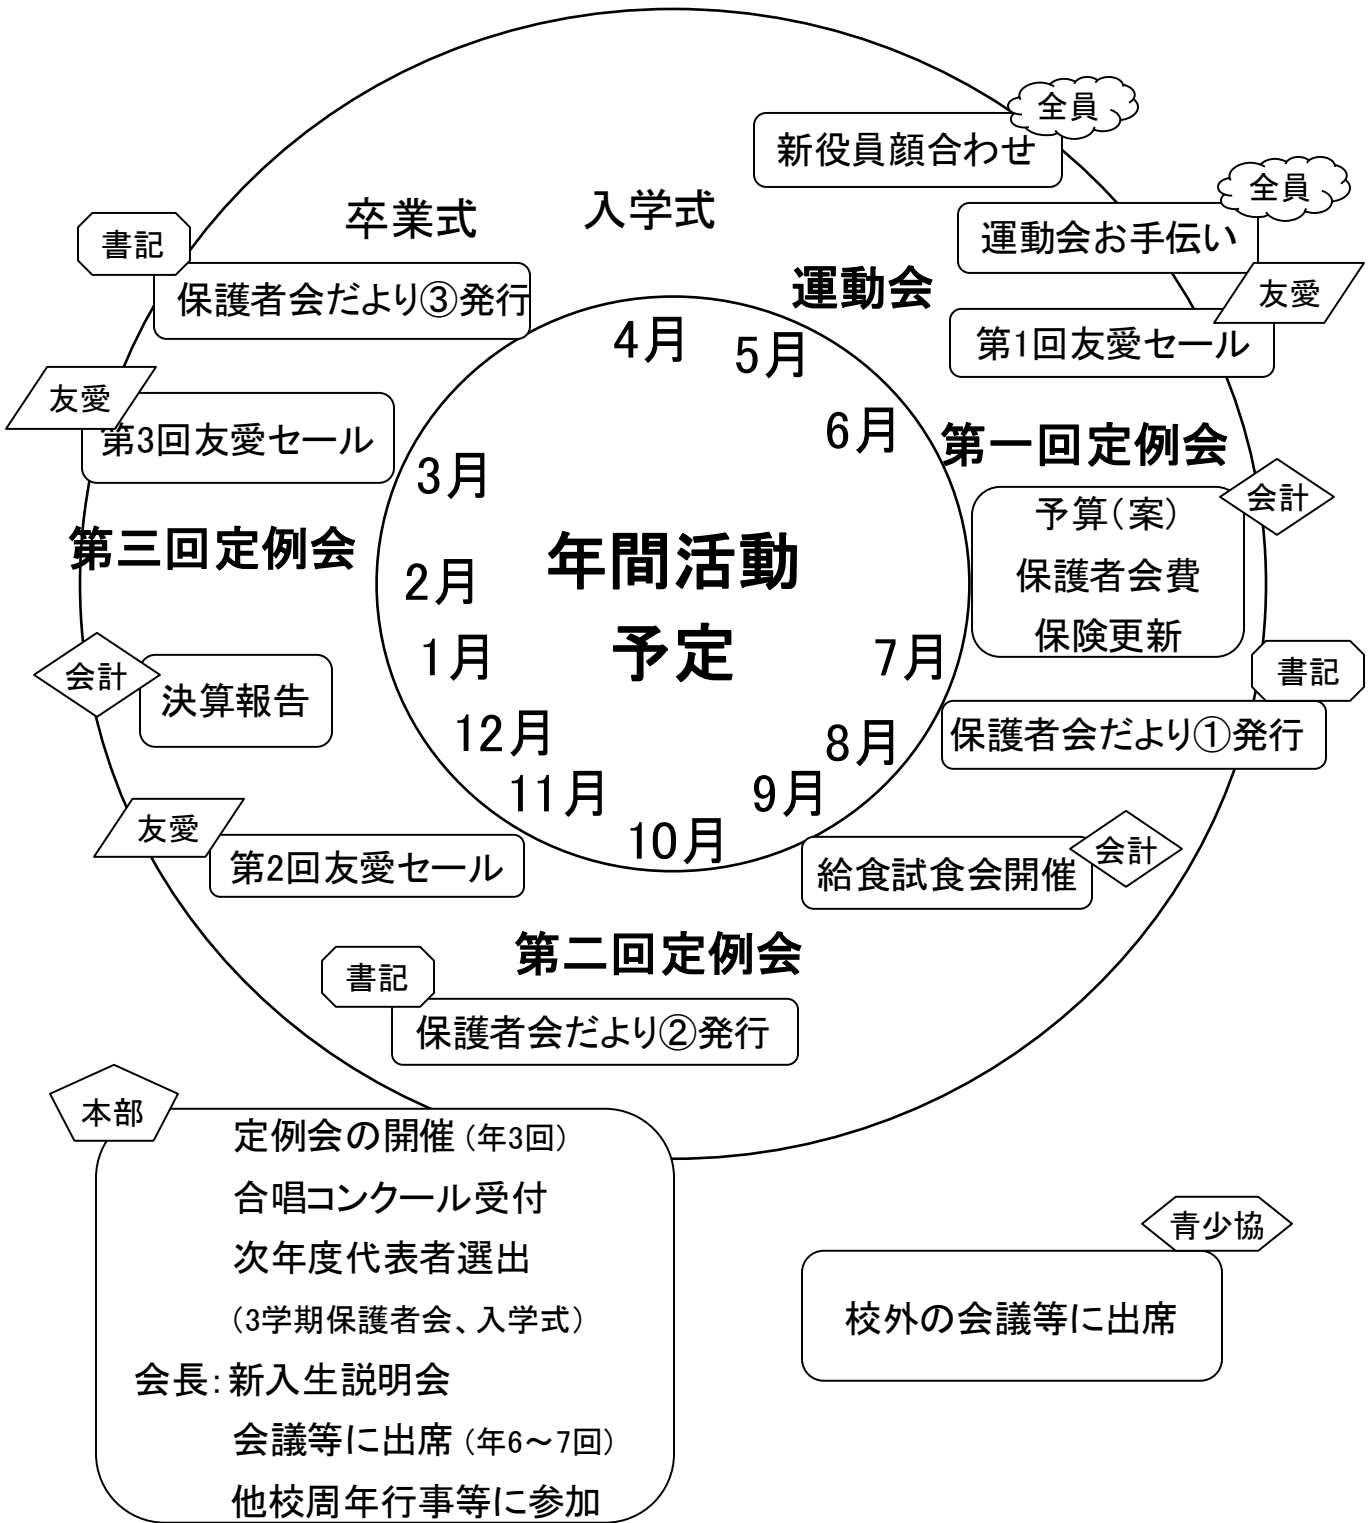 全員
新役員顔合わせ
全員
卒業式
入学式
書記
運動会お手伝い
保護者会だより③発行
運動会
友愛
第1回友愛セール
4月
5月
友愛
第3回友愛セール
6月
第一回定例会
3月
会計
予算(案)
保護者会費
保険更新
第三回定例会
年間活動
予定
2月
1月
7月
会計
決算報告
書記
保護者会だより①発行
12月
8月
11月
9月
10月
友愛
第2回友愛セール
会計
給食試食会開催
第二回定例会
書記
保護者会だより②発行
本部
定例会の開催(年3回)
合唱コンクール受付
次年度代表者選出
(3学期保護者会、入学式)
会長:新入生説明会
会議等に出席(年6~7回)
他校周年行事等に参加
青少協
校外の会議等に出席